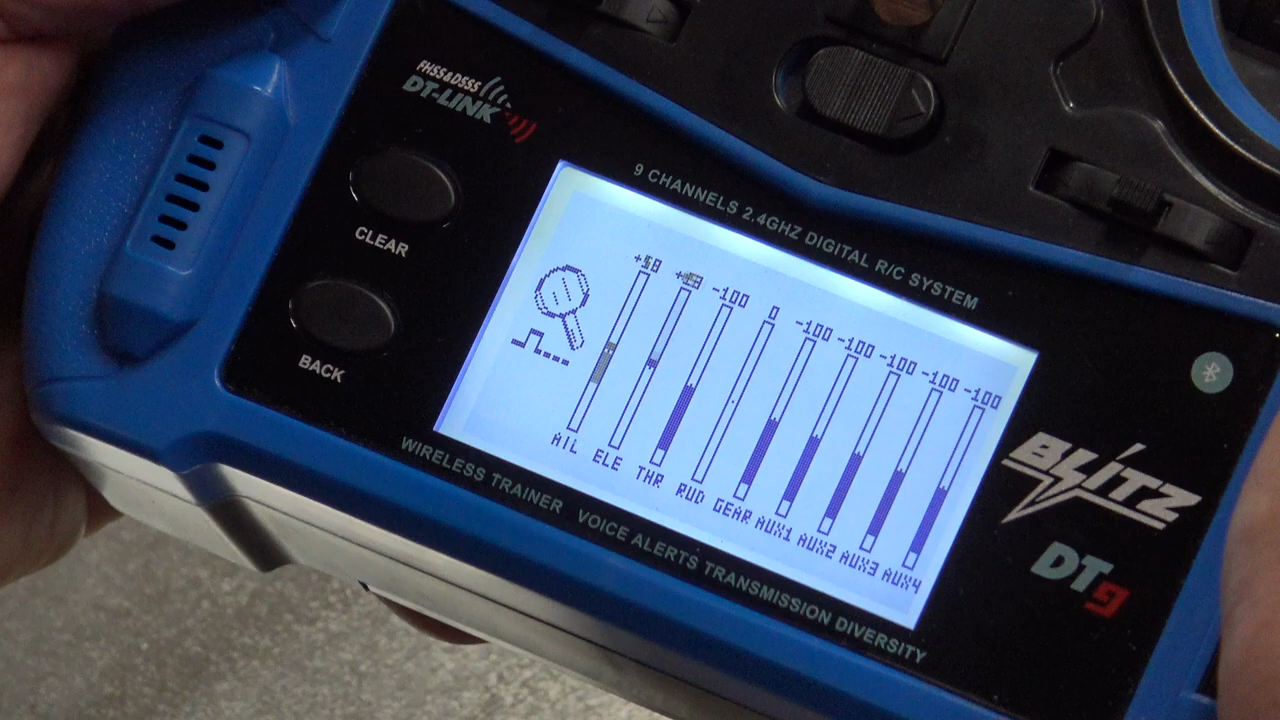 FHSS&DSSS
DT-LINK
9 CHANNELS 2.4GHZ DIGITAL R/C SYSTEM
CLEAR
BACK
-100 0 -100 -100 -100 -100 -100
AIL ELE THR RUD GEAR AUX1 AUX2 AUX3 AUX4
BLITZ
DT9
WIRELESS TRAINER VOICE ALERTS TRANSMISSION DIVERSITY